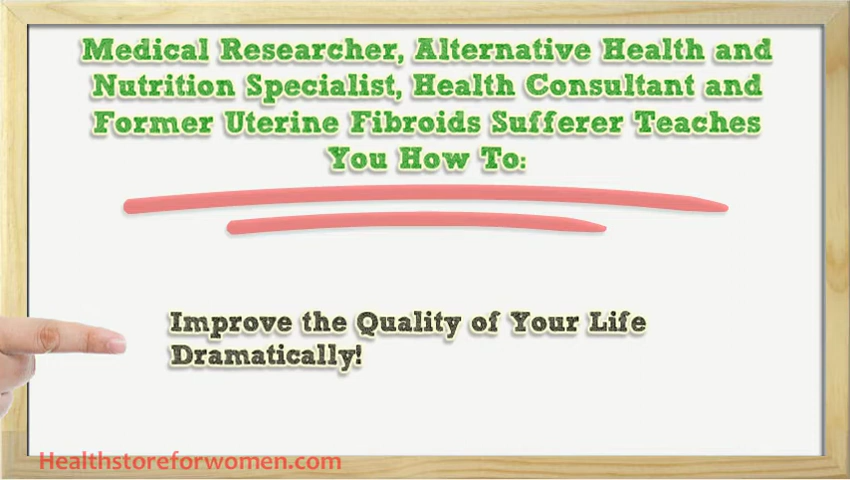 Medical Researcher, Alternative Health and
Nutrition Specialist, Health Consultant and
Former Uterine Fibroids Sufferer Teaches
You How To:
Improve the Quality of Your Life
Dramatically!
Healthstoreforwomen.com